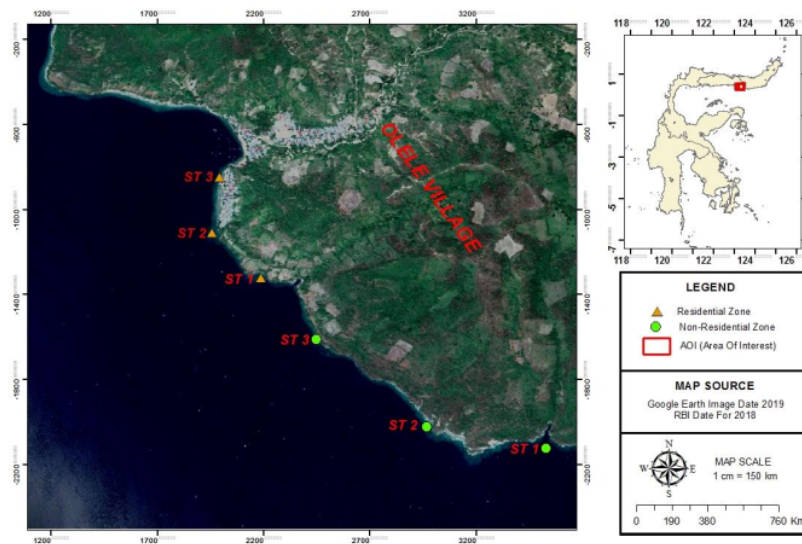 1200 1700 2200 2700 3200
-200
-600
-1000
-1400
-1800
-2200
OLELE VILLAGE
ST 3
ST 2
ST 1
ST 3
ST 2
ST 1
1200 1700 2200 2700 3200
118 120 122 124 126
1
-1
-3
-5
-7
118 120 122 124 126
LEGEND
Residential Zone
Non-Residential Zone
AOI (Area Of Interest)
MAP SOURCE
Google Earth Image Date 2019
RBI Date For 2018
N
W E
S
MAP SCALE
1 cm = 150 km
0 190 380 760 Km